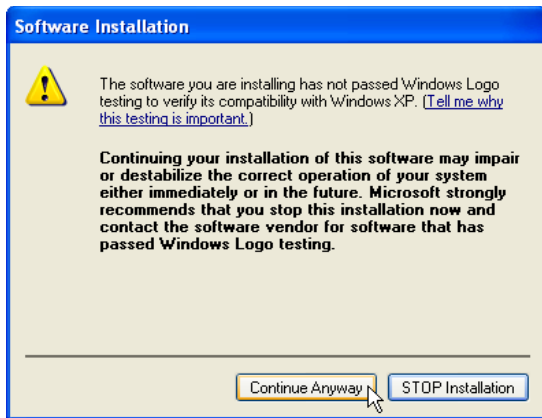 Software Installation
The software you are installing has not passed Windows Logo
testing to verify its compatibility with Windows XP. (Tell me why
this testing is important.)
Continuing your installation of this software may impair
or destabilize the correct operation of your system
either immediately or in the future. Microsoft strongly
recommends that you stop this installation now and
contact the software vendor for software that has
passed Windows Logo testing.
Continue Anyway STOP Installation